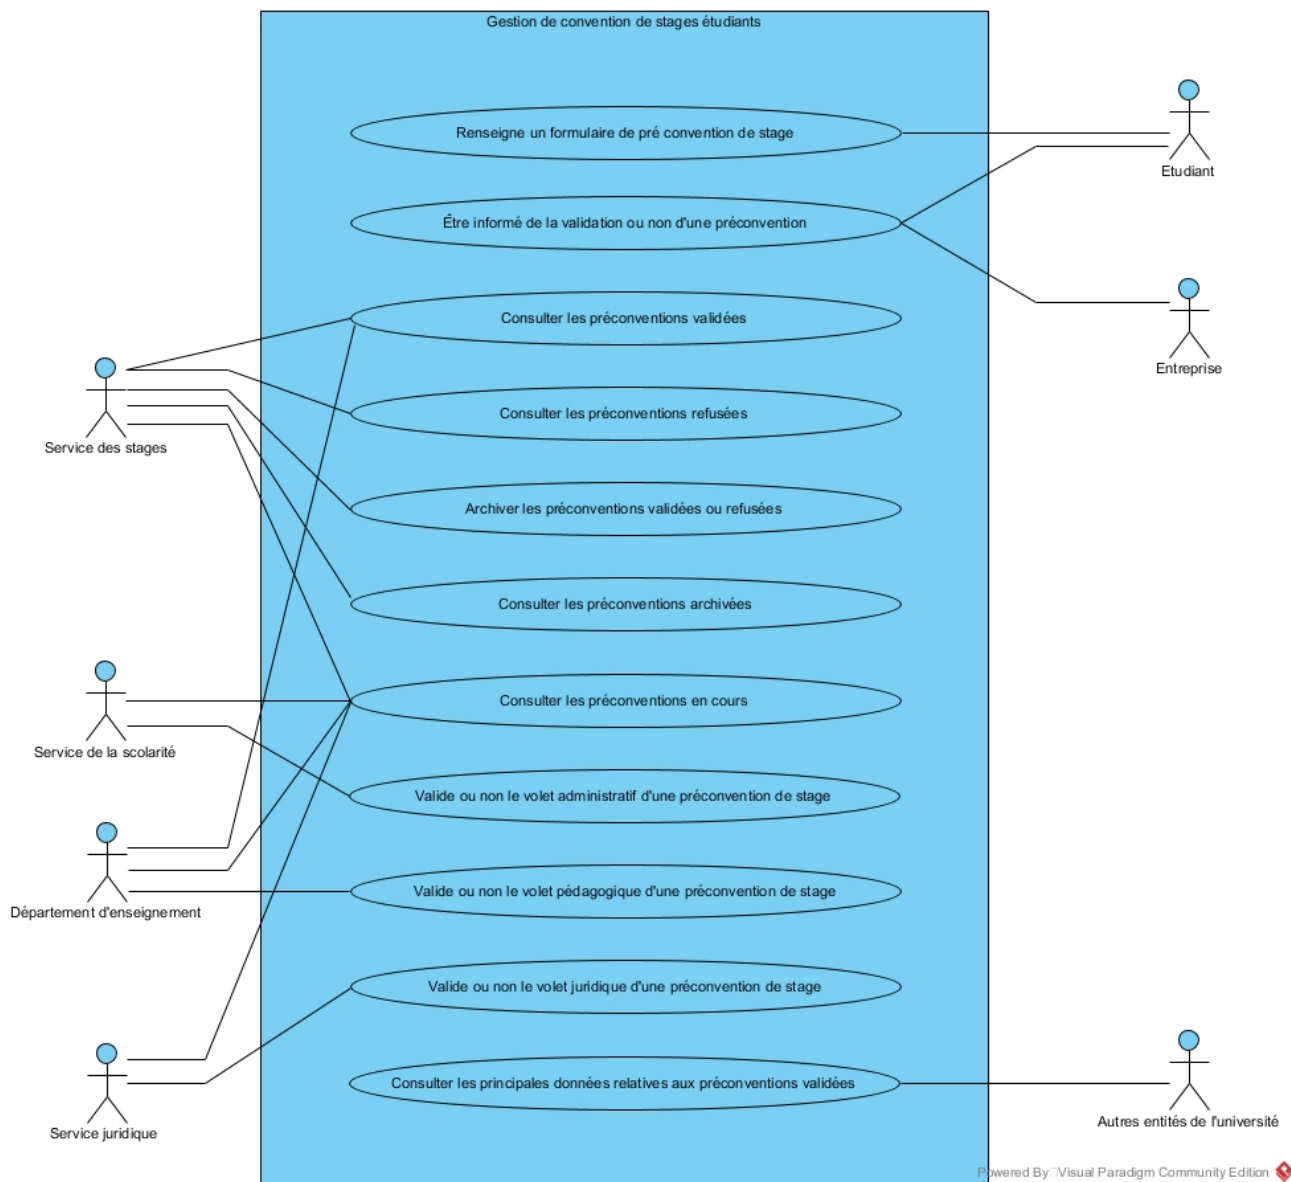 Gestion de convention de stages étudiants
Renseigne un formulaire de pré convention de stage
Etudiant
Être informé de la validation ou non d'une préconvention
Consulter les préconventions validées
Entreprise
Consulter les préconventions refusées
Service des stages
Archiver les préconventions validées ou refusées
Consulter les préconventions archivées
Consulter les préconventions en cours
Service de la scolarité
Valide ou non le volet administratif d'une préconvention de stage
Valide ou non le volet pédagogique d'une préconvention de stage
Département d'enseignement
Valide ou non le volet juridique d'une préconvention de stage
Consulter les principales données relatives aux préconventions validées
Autres entités de l'université
Service juridique
Powered By Visual Paradigm Community Edition